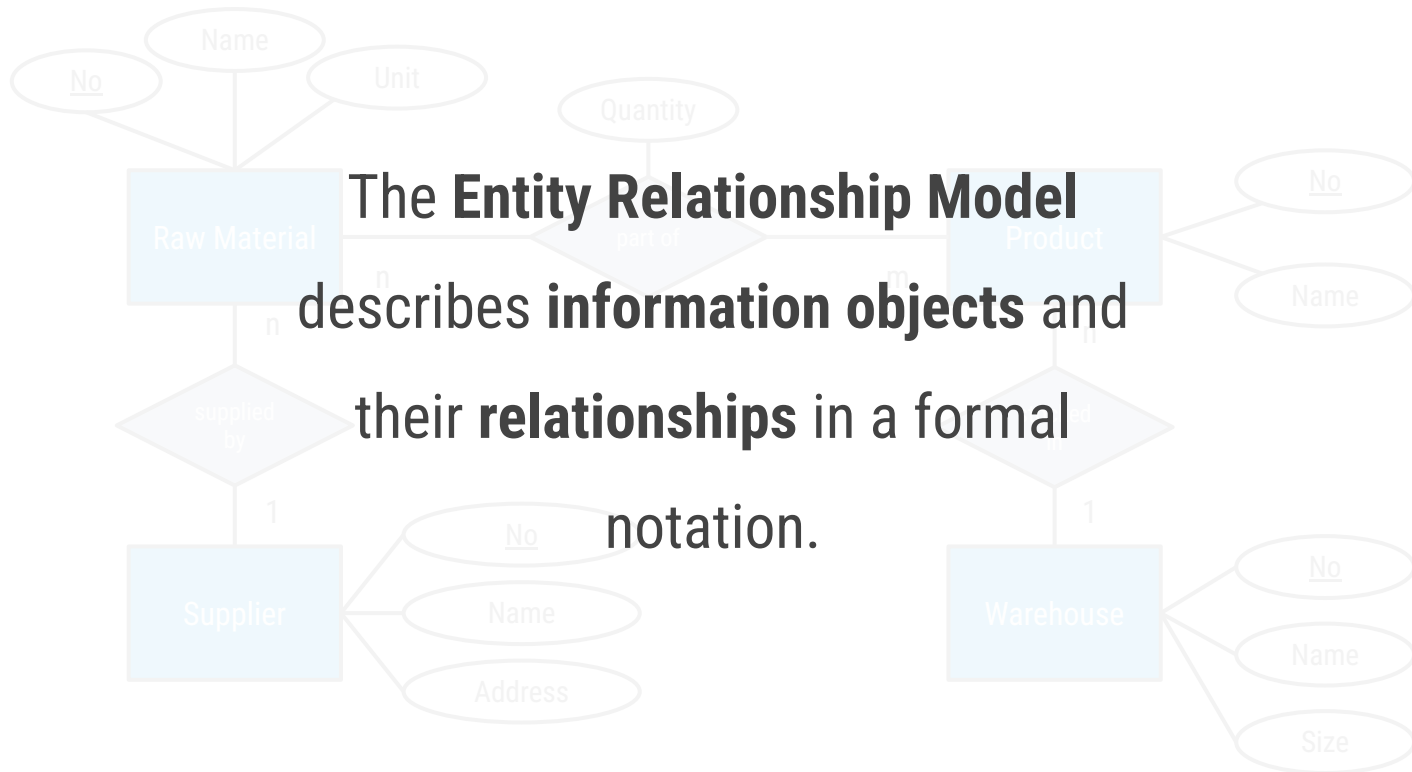 Name
No
Unit
Quantity
The Entity Relationship Model
Raw Material
part of
Product
No
n
m
Name
describes information objects and
n
n
supplied
by
their relationships in a formal
1
1
No
notation.
No
Supplier
Name
Warehouse
Name
Address
Size